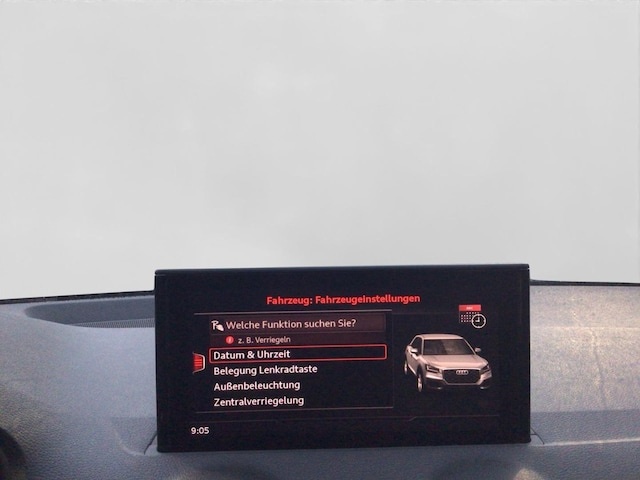 Fahrzeug: Fahrzeugeinstellungen
Welche Funktion suchen Sie?
z. B. Verriegeln
Datum & Uhrzeit
Belegung Lenkradtaste
Außenbeleuchtung
Zentralverriegelung
9:05